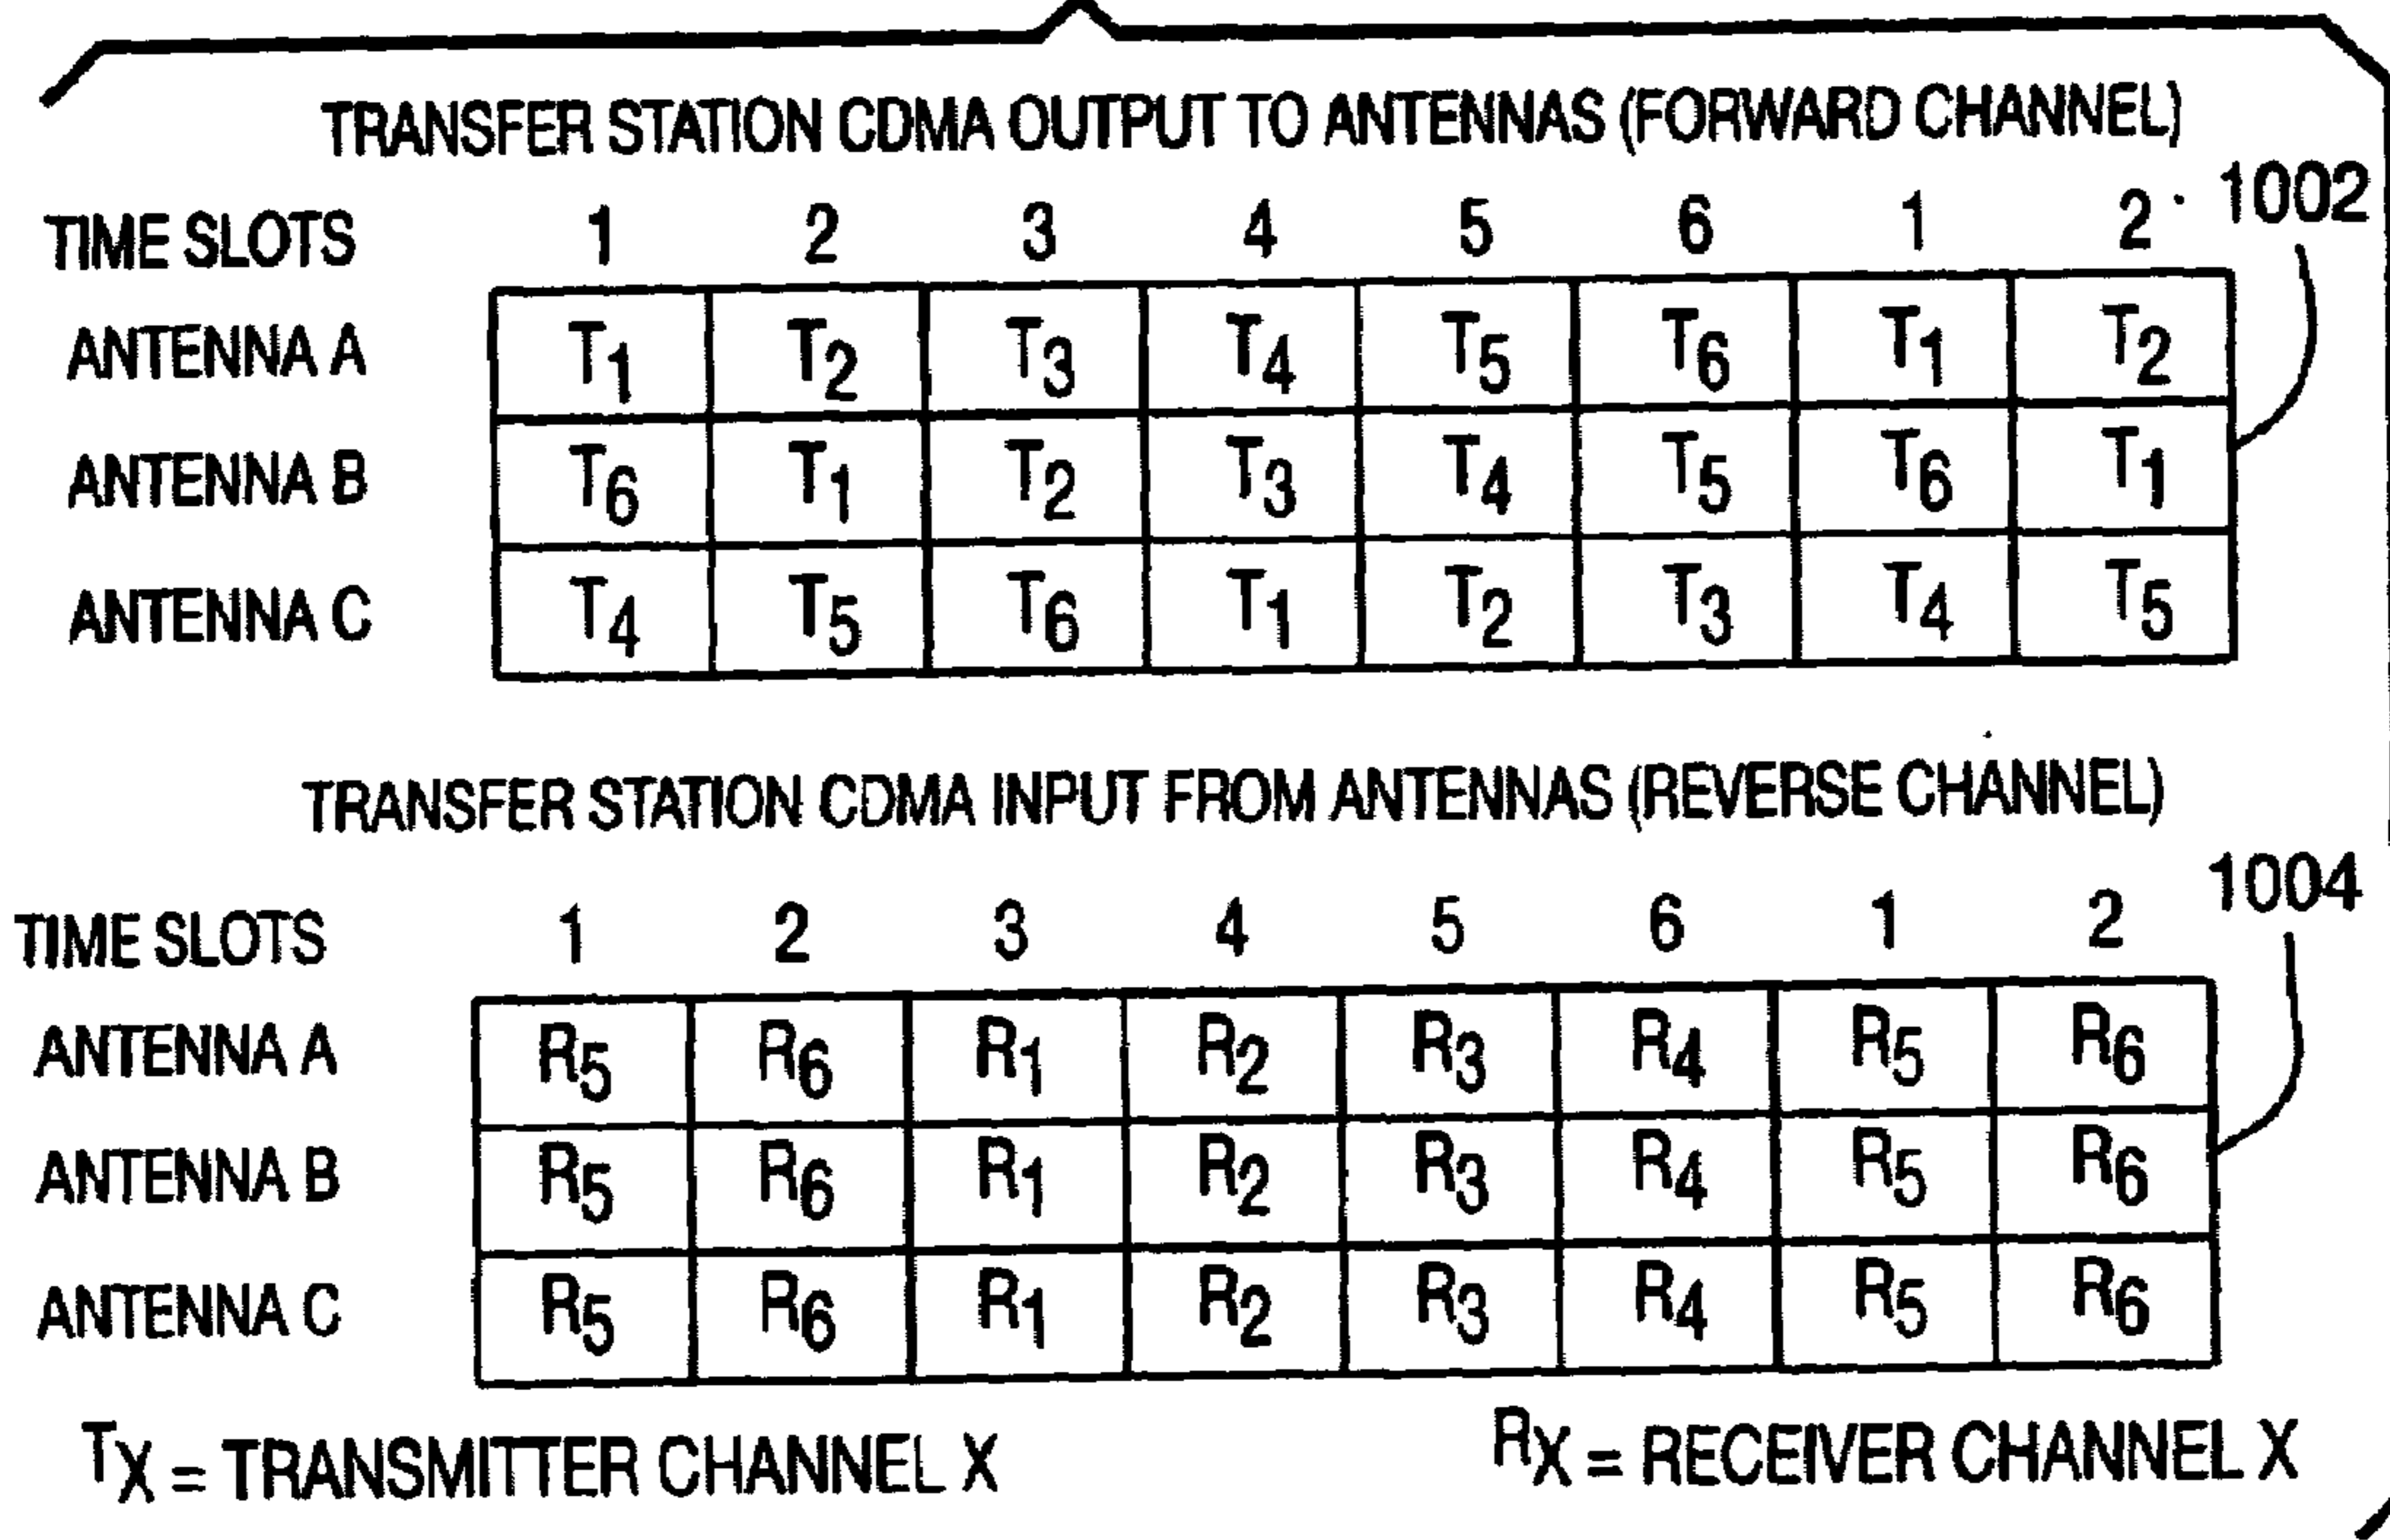 TRANSFER STATION CDMA OUTPUT TO ANTENNAS (FORWARD CHANNEL)
1002
TIME SLOTS 1 2 3 4 5 6 1 2
ANTENNA A T1 T2 T3 T4 T5 T6 T1 T2
ANTENNA B T6 T1 T2 T3 T4 T5 T6 T1
ANTENNA C T4 T5 T6 T1 T2 T3 T4 T5
TRANSFER STATION CDMA INPUT FROM ANTENNAS (REVERSE CHANNEL)
1004
TIME SLOTS 1 2 3 4 5 6 1 2
ANTENNA A R5 R6 R1 R2 R3 R4 R5 R6
ANTENNA B R5 R6 R1 R2 R3 R4 R5 R6
ANTENNA C R5 R6 R1 R2 R3 R4 R5 R6
TX = TRANSMITTER CHANNEL X RX = RECEIVER CHANNEL X